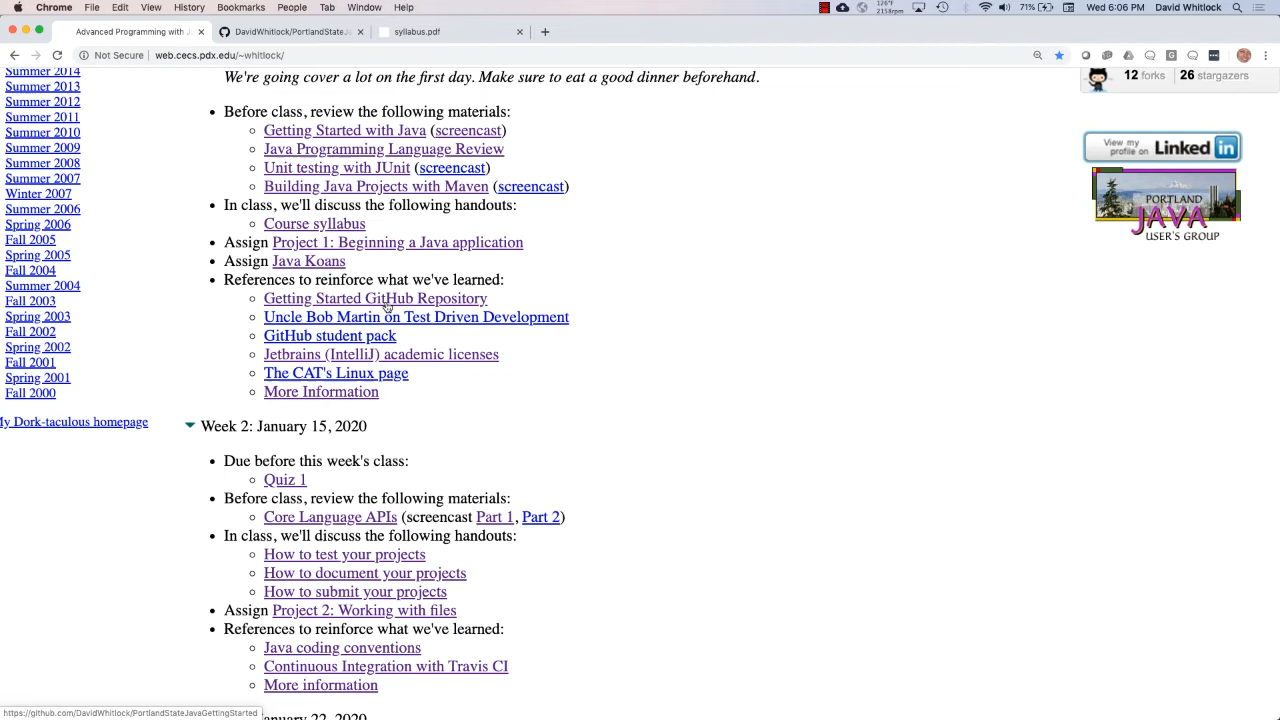 Chrome File Edit View History Bookmarks People Tab Window Help
126°F
2158rpm
71% Wed 6:06 PM David Whitlock
Advanced Programming with J
DavidWhitlock/PortlandStateJ
syllabus.pdf
Not Secure web.cecs.pdx.edu/~whitlock/
Summer 2014
Summer 2013
Summer 2012
Summer 2011
Summer 2010
Summer 2009
Summer 2008
Summer 2007
Winter 2007
Summer 2006
Spring 2006
Fall 2005
Spring 2005
Fall 2004
Summer 2004
Fall 2003
Spring 2003
Fall 2002
Spring 2002
Fall 2001
Spring 2001
Fall 2000
My Dork-taculous homepage
We're going cover a lot on the first day. Make sure to eat a good dinner beforehand.
Before class, review the following materials:
Getting Started with Java (screencast)
Java Programming Language Review
Unit testing with JUnit (screencast)
Building Java Projects with Maven (screencast)
In class, we'll discuss the following handouts:
Course syllabus
Assign Project 1: Beginning a Java application
Assign Java Koans
References to reinforce what we've learned:
Getting Started GitHub Repository
Uncle Bob Martin on Test Driven Development
GitHub student pack
Jetbrains (IntelliJ) academic licenses
The CAT's Linux page
More Information
Week 2: January 15, 2020
Due before this week's class:
Quiz 1
Before class, review the following materials:
Core Language APIs (screencast Part 1, Part 2)
In class, we'll discuss the following handouts:
How to test your projects
How to document your projects
How to submit your projects
Assign Project 2: Working with files
References to reinforce what we've learned:
Java coding conventions
Continuous Integration with Travis CI
More information
January 22, 2020
12 forks 26 stargazers
View my
profile on Linked in
PORTLAND
JAVA
USER'S GROUP
https://github.com/DavidWhitlock/PortlandStateJavaGettingStarted